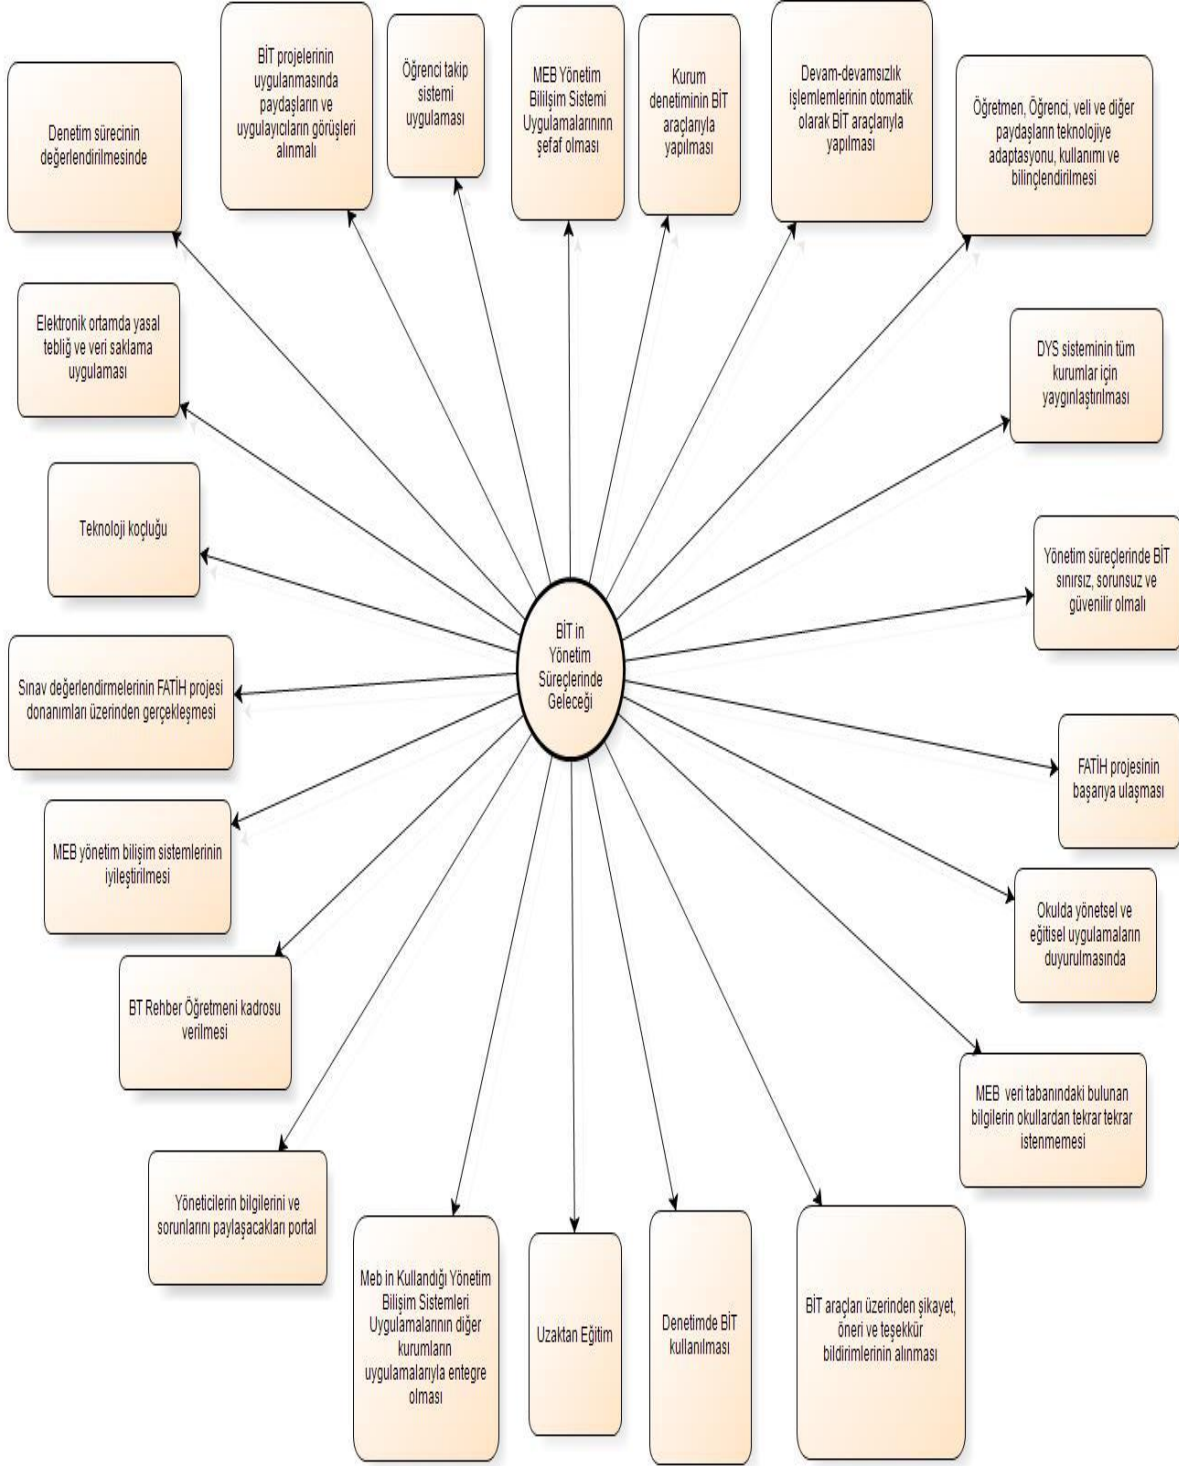 BİT projelerinin
uygulanmasında
paydaşların ve
uygulayıcıların görüşleri
alınmalı
Öğrenci takip
sistemi
uygulaması
MEB Yönetim
Bililşim Sistemi
Uygulamalarınının
şefaf olması
Kurum
denetiminin BİT
araçlarıyla
yapılması
Devam-devamsızlık
işlemlemlerinin otomatik
olarak BİT araçlarıyla
yapılması
Öğretmen, Öğrenci, veli ve diğer
paydaşların teknolojiye
adaptasyonu, kullanımı ve
bilinçlendirilmesi
Denetim sürecinin
değerlendirilmesinde
Elektronik ortamda yasal
tebliğ ve veri saklama
uygulaması
DYS sisteminin tüm
kurumlar için
yaygınlaştırılması
Teknoloji koçluğu
Yönetim süreçlerinde BİT
sınırsız, sorunsuz ve
güvenilir olmalı
BİT in
Yönetim
Süreçlerinde
Geleceği
Sınav değerlendirmelerinin FATİH projesi
donanımları üzerinden gerçekleşmesi
FATİH projesinin
başarıya ulaşması
MEB yönetim bilişim sistemlerinin
iyileştirilmesi
Okulda yönetsel ve
eğitisel uygulamaların
duyurulmasında
BT Rehber Öğretmeni kadrosu
verilmesi
MEB veri tabanındaki bulunan
bilgilerin okullardan tekrar tekrar
istenmemesi
Yöneticilerin bilgilerini ve
sorunlarını paylaşacakları portal
Meb in Kullandığı Yönetim
Bilişim Sistemleri
Uygulamalarının diğer
kurumların
uygulamalarıyla entegre
olması
Uzaktan Eğitim
Denetimde BİT
kullanılması
BİT araçları üzerinden şikayet,
öneri ve teşekkür
bildirimlerinin alınması